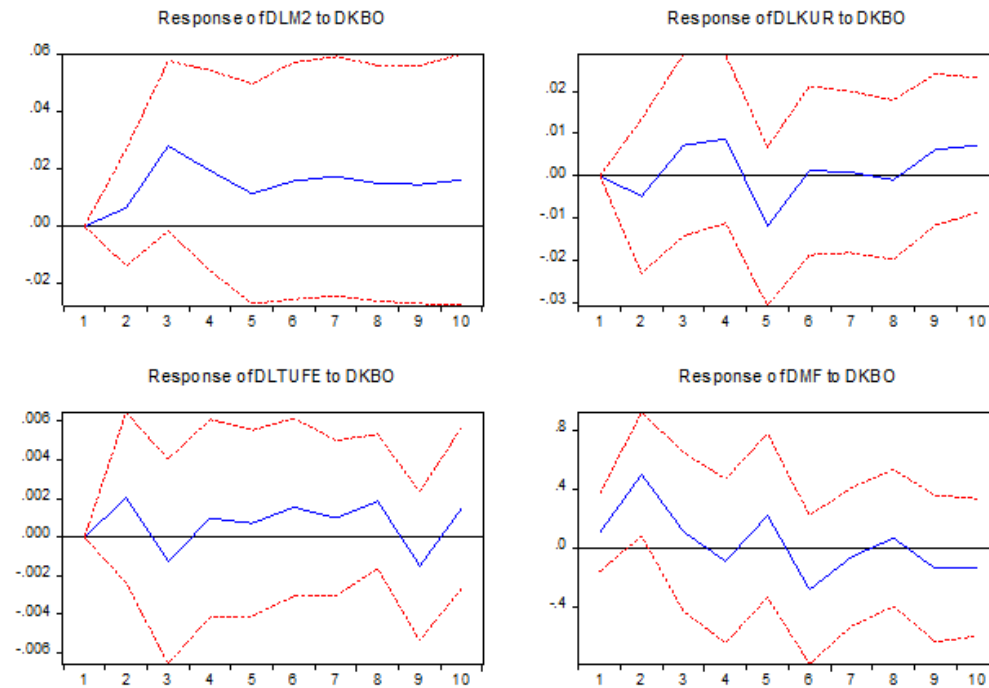 Response of DLM2 to DKBO
.06
.04
.02
.00
-.02
1 2 3 4 5 6 7 8 9 10
Response of DLKUR to DKBO
.02
.01
.00
-.01
-.02
-.03
1 2 3 4 5 6 7 8 9 10
Response of DLTUFE to DKBO
.006
.004
.002
.000
-.002
-.004
-.006
1 2 3 4 5 6 7 8 9 10
Response of DMF to DKBO
.8
.4
.0
-.4
1 2 3 4 5 6 7 8 9 10